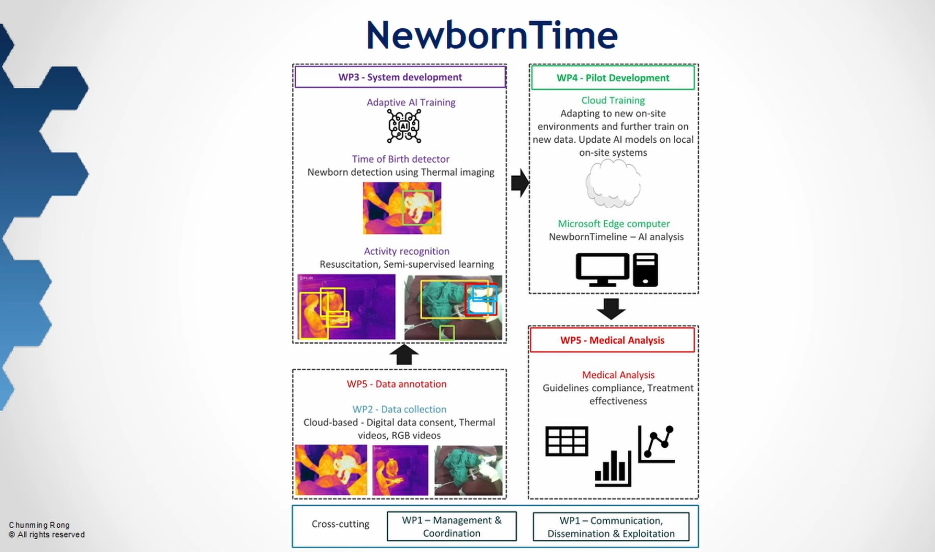 NewbornTime
WP3 - System development
Adaptive AI Training
AI
Time of Birth detector
Newborn detection using Thermal imaging
Activity recognition
Resuscitation, Semi-supervised learning
WP5 - Data annotation
WP2 - Data collection
Cloud-based - Digital data consent, Thermal
videos, RGB videos
WP4 - Pilot Development
Cloud Training
Adapting to new on-site
environments and further train on
new data. Update AI models on local
on-site systems
Microsoft Edge computer
NewbornTimeline – AI analysis
WP5 - Medical Analysis
Medical Analysis
Guidelines compliance, Treatment
effectiveness
Cross-cutting
WP1 – Management &
Coordination
WP1 – Communication,
Dissemination & Exploitation
Chunming Rong
© All rights reserved